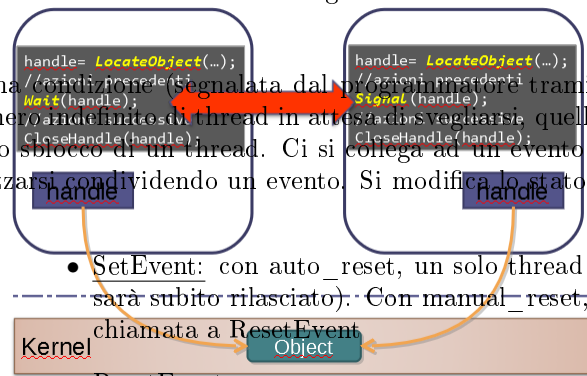 handle= LocateObject(…);
//azioni precedenti
Wait(handle);
CloseHandle(handle);
handle
handle= LocateObject(…);
//azioni precedenti
Signal(handle);
CloseHandle(handle);
handle
na condizione (segnalata dal programmatore trami
thread in attesa di quell
o sblocco di un thread. Ci si collega ad un evento
zzarsi condividendo un evento. Si modifica lo stato
• SetEvent: con auto_reset, un solo thread
sarà subito rilasciato). Con manual_reset,
chiamata a ResetEvent
Kernel
Object